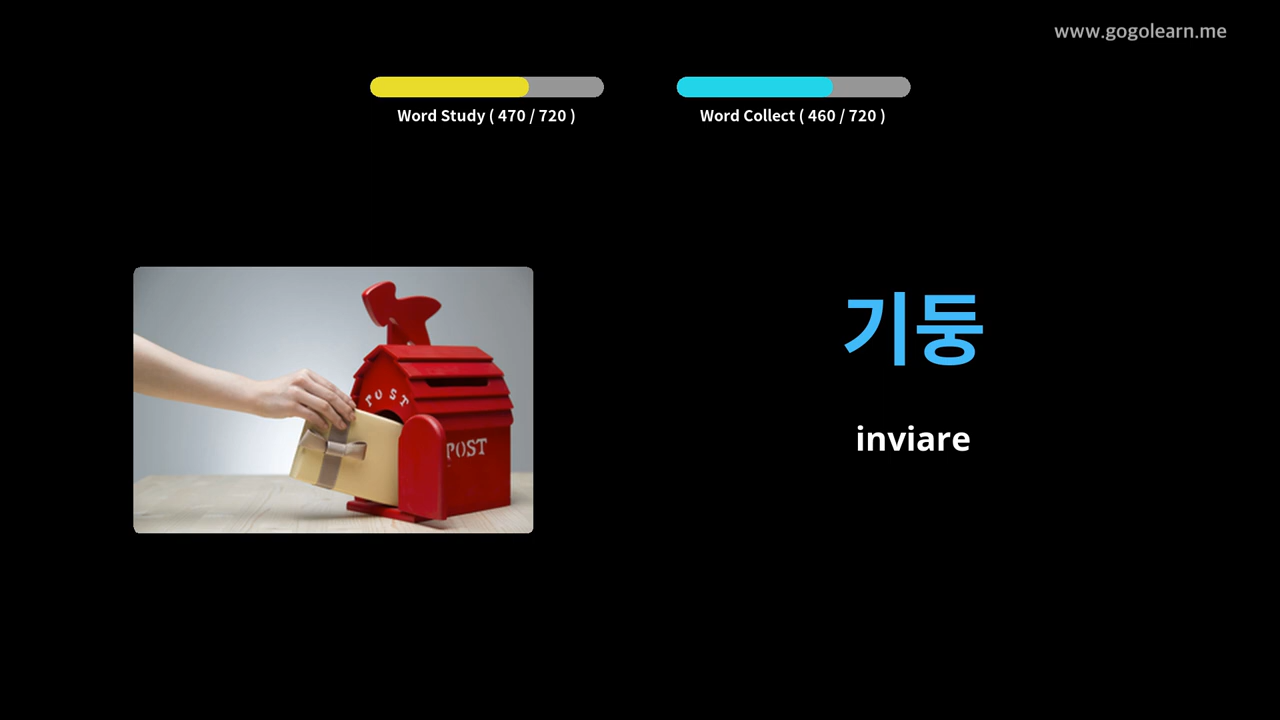 www.gogolearn.me
Word Study ( 470 / 720 )
Word Collect ( 460 / 720 )
POST
POST
기둥
inviare